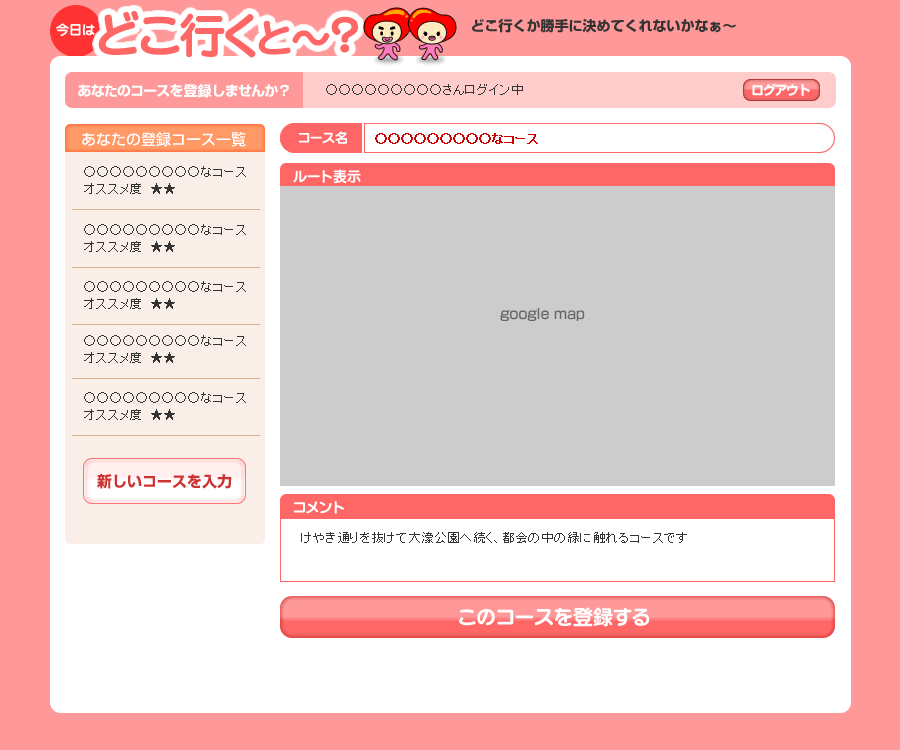 今日は どこ行くと～？
どこ行くか勝手に決めてくれないかなぁ～
あなたのコースを登録しませんか？
○○○○○○○○○さんログイン中
ログアウト
あなたの登録コース一覧
○○○○○○○○○なコース
オススメ度 ★★
○○○○○○○○○なコース
オススメ度 ★★
○○○○○○○○○なコース
オススメ度 ★★
○○○○○○○○○なコース
オススメ度 ★★
○○○○○○○○○なコース
オススメ度 ★★
新しいコースを入力
コース名
○○○○○○○○○なコース
ルート表示
google map
コメント
けやき通りを抜けて大濠公園へ続く、都会の中の緑に触れるコースです
このコースを登録する